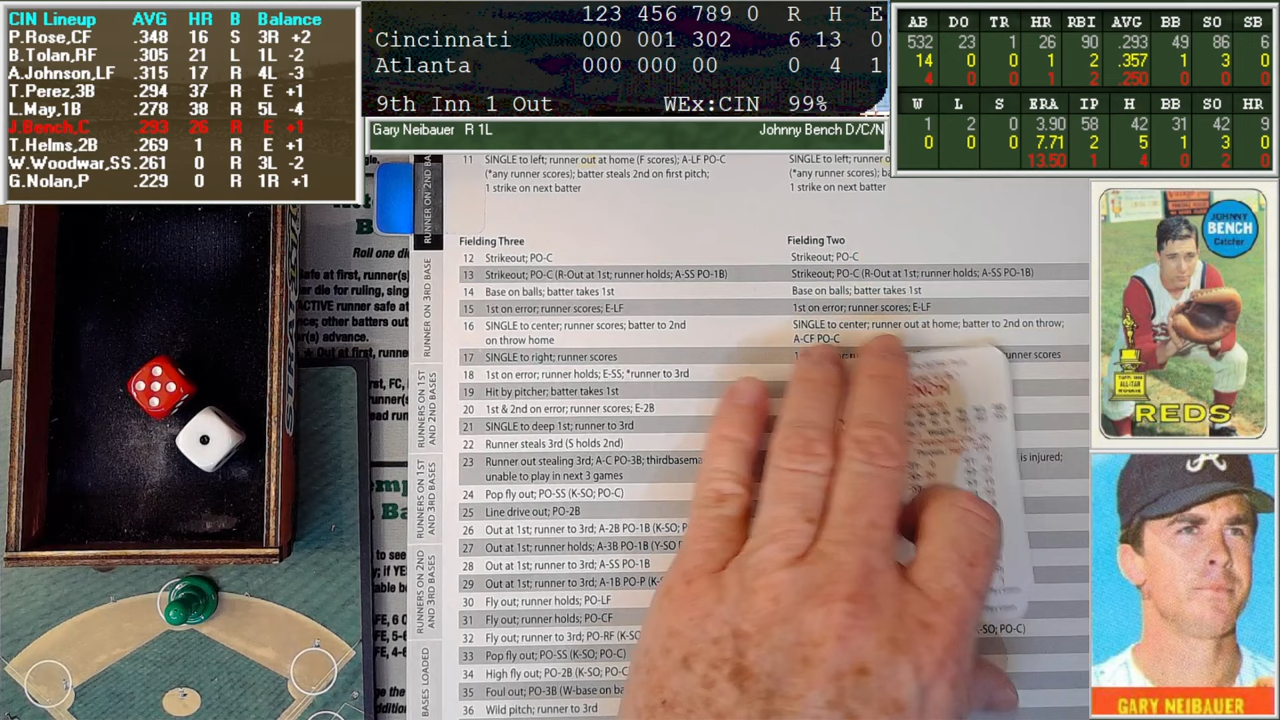 CIN Lineup AVG HR B Balance
P.Rose,CF .348 16 S 3R +2
B.Tolan,RF .305 21 L 1L -2
A.Johnson,LF .315 17 R 4L -3
T.Perez,3B .294 37 R E +1
L.May,1B .278 38 R 5L -4
J.Bench,C .293 26 R E +1
T.Helms,2B .269 1 R E +1
W.Woodwar,SS .261 0 R 3L -2
G.Nolan,P .229 0 R 1R +1
123 456 789 0 R H E
Cincinnati 000 001 302 6 13 0
Atlanta 000 000 00 0 4 1
9th Inn 1 Out WEx:CIN 99%
Gary Neibauer R 1L Johnny Bench D/C/N
AB DO TR HR RBI AVG BB SO SB
532 23 1 26 90 .293 49 86 6
14 0 0 1 2 .357 1 3 0
4 0 0 1 2 .250 0 0 0
W L S ERA IP H BB SO HR
1 2 0 3.90 58 42 31 42 9
0 0 0 7.71 2 5 1 3 0
13.50 1 4 0 2 0
JOHNNY
BENCH
Catcher
REDS
GARY NEIBAUER
11 SINGLE to left; runner out at home (F scores); A-LF PO-C
(*any runner scores); batter steals 2nd on first pitch;
1 strike on next batter
SINGLE to left; runner
(*any runner scores);
1 strike on next batter
Fielding Three
12 Strikeout; PO-C
13 Strikeout; PO-C (R-Out at 1st; runner holds; A-SS PO-1B)
14 Base on balls; batter takes 1st
15 1st on error; runner scores; E-LF
16 SINGLE to center; runner scores; batter to 2nd
on throw home
17 SINGLE to right; runner scores
18 1st on error; runner holds; E-SS; *runner to 3rd
19 Hit by pitcher; batter takes 1st
20 1st & 2nd on error; runner scores; E-2B
21 SINGLE to deep 1st; runner to 3rd
22 Runner steals 3rd (S holds 2nd)
23 Runner out stealing 3rd; A-C PO-3B;
unable to play in next 3 games
24 Pop fly out; PO-SS (K-SO; PO-C)
25 Line drive out; PO-2B
26 Out at 1st; runner to 3rd; A-2B PO-1B (K-SO;
27 Out at 1st; runner holds; A-3B PO-1B (Y-SO
28 Out at 1st; runner to 3rd; A-SS PO-1B
29 Out at 1st; runner to 3rd; A-1B PO-P
30 Fly out; runner holds; PO-LF
31 Fly out; runner holds; PO-CF
32 Fly out; runner to 3rd; PO-RF
33 Pop fly out; PO-SS (K-SO; PO-C)
34 High fly out; PO-2B (K-SO; PO-C)
35 Foul out; PO-3B (W-base on
36 Wild pitch; runner to 3rd
Fielding Two
Strikeout; PO-C
Strikeout; PO-C (R-Out at 1st; runner holds; A-SS PO-1B)
Base on balls; batter takes 1st
1st on error; runner scores; E-LF
SINGLE to center; runner out at home; batter to 2nd on throw;
A-CF PO-C
runner scores
is injured;
-SO; PO-C)
RUNNER ON 2ND
RUNNER ON 3RD BASE
RUNNERS ON 1ST
AND 2ND BASES
RUNNERS ON 1ST
AND 3RD BASES
RUNNERS ON 2ND
AND 3RD BASES
BASES LOADED
Roll one